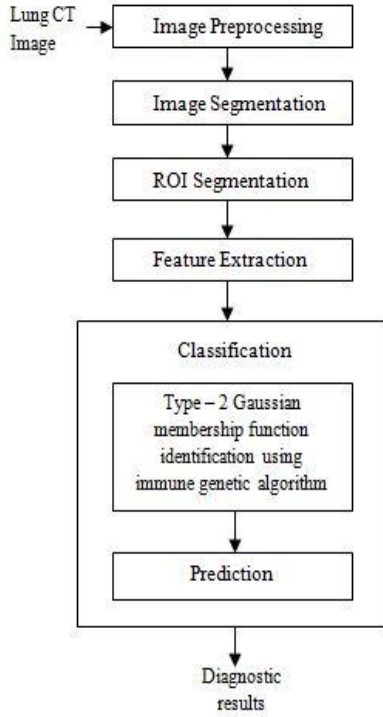 Lung CT
Image
Image Preprocessing
Image Segmentation
ROI Segmentation
Feature Extraction
Classification
Type – 2 Gaussian
membership function
identification using
immune genetic algorithm
Prediction
Diagnostic
results